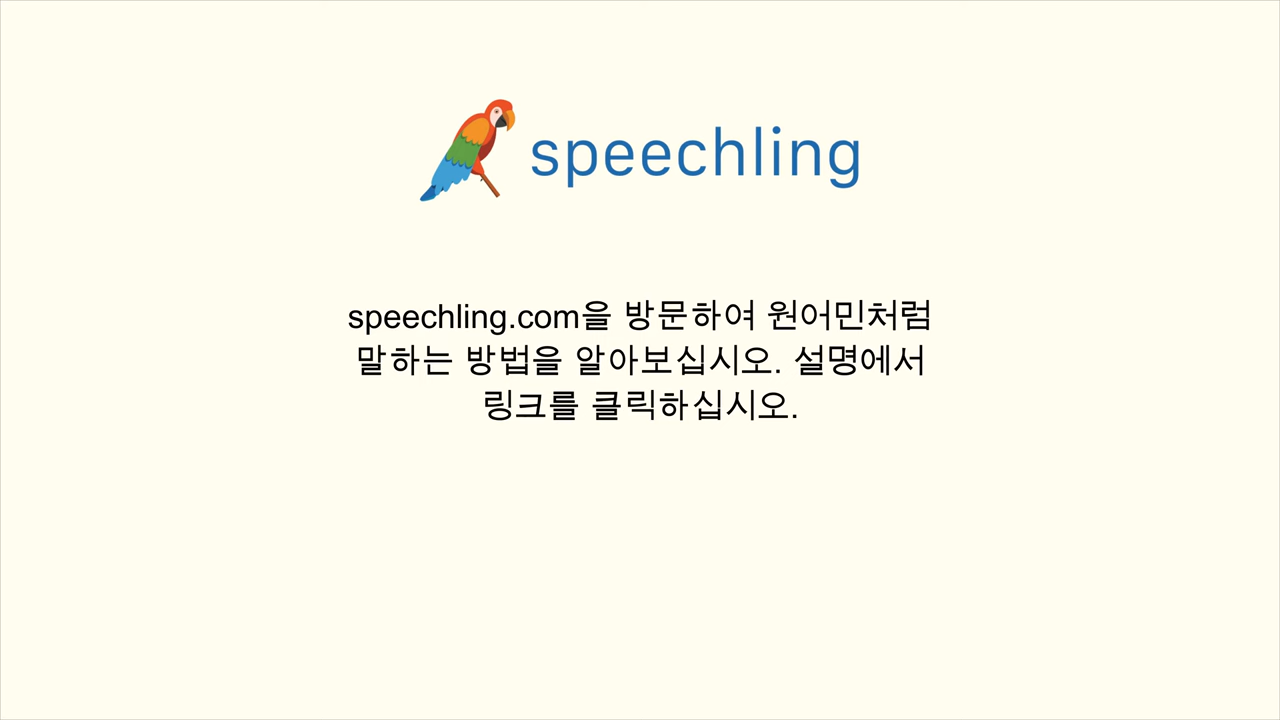 speechling
speechling.com을 방문하여 원어민처럼
말하는 방법을 알아보십시오. 설명에서
링크를 클릭하십시오.